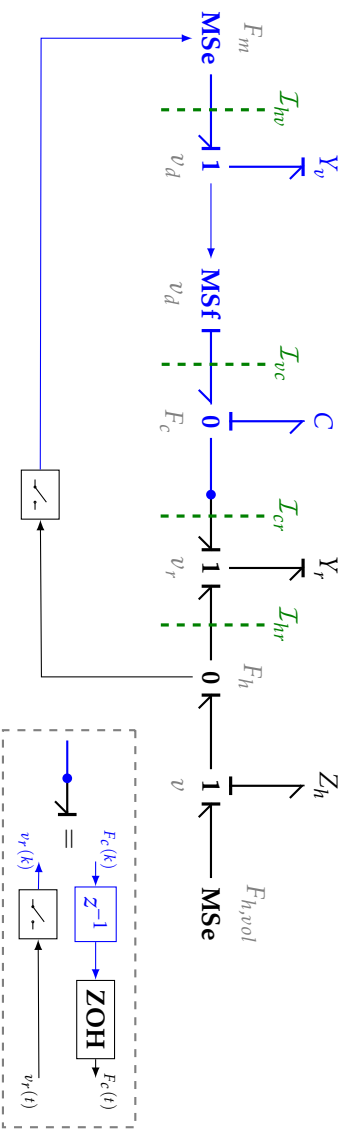 Y_v C Y_r Z_h
ℐ_hv ℐ_vc ℐ_cr ℐ_hr
F_m F_h F_h,vol
MSe 1 MSf 0 1 0 1 MSe
v_d v_d F_c v_r v
F_c(k) z⁻¹ ZOH F_c(t)
=
v_r(k) v_r(t)